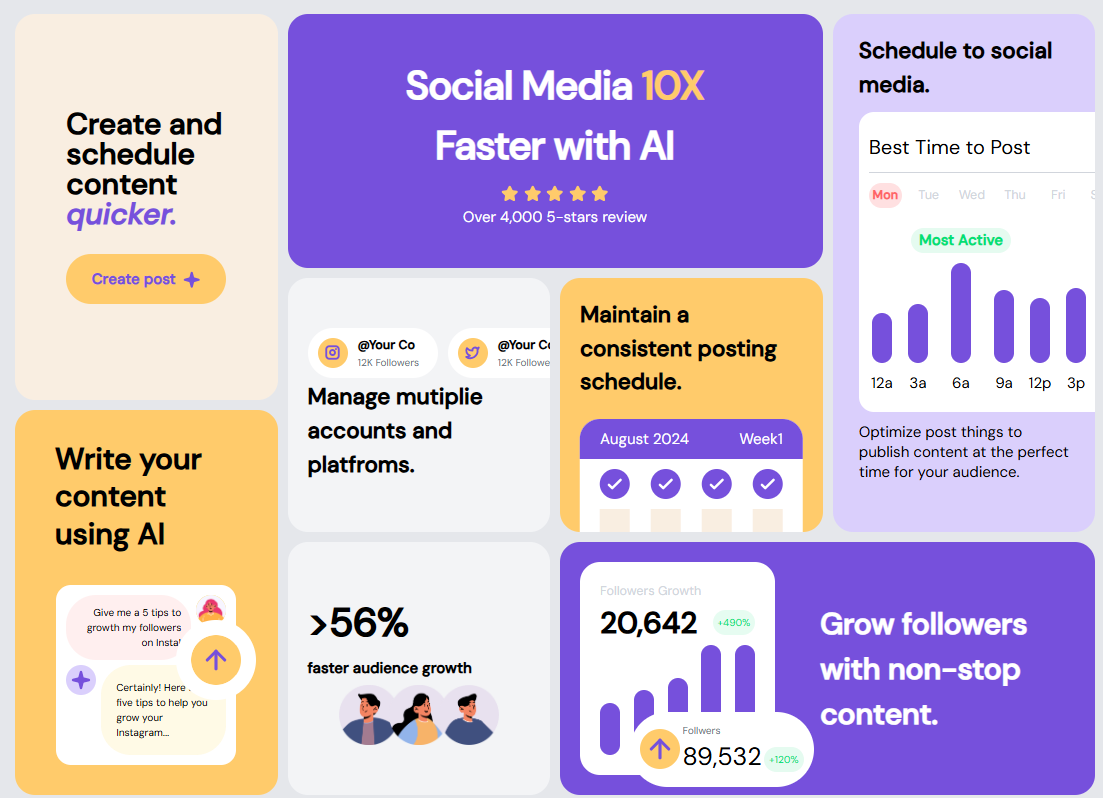 Create and
schedule
content
quicker.
Create post
Social Media 10X
Faster with AI
Over 4,000 5-stars review
Schedule to social
media.
Best Time to Post
Mon Tue Wed Thu Fri S
Most Active
12a 3a 6a 9a 12p 3p
Optimize post things to
publish content at the perfect
time for your audience.
@Your Co
12K Followers
@Your Co
12K Followe
Manage mutiplie
accounts and
platfroms.
Maintain a
consistent posting
schedule.
August 2024 Week1
Write your
content
using AI
Give me a 5 tips to
growth my followers
on Insta!
Certainly! Here
five tips to help you
grow your
Instagram...
>56%
faster audience growth
Followers Growth
20,642 +490%
Follwers
89,532 +120%
Grow followers
with non-stop
content.